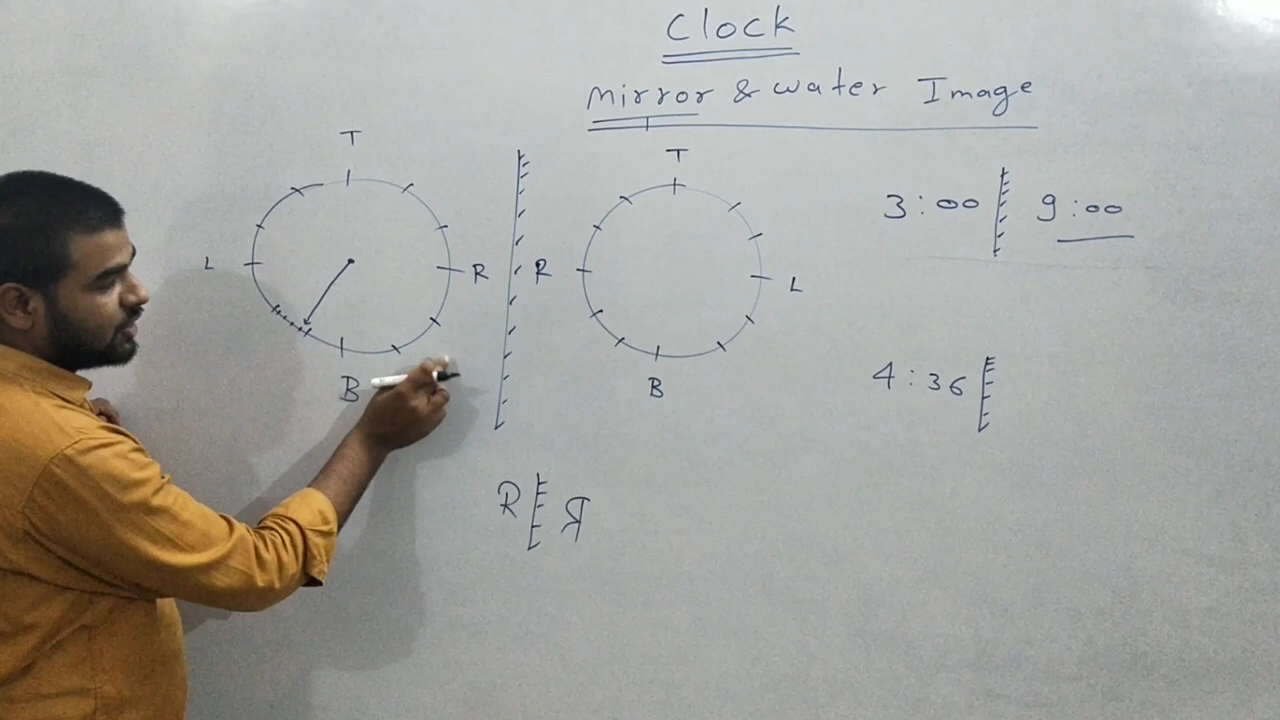 Clock
Mirror & water Image
T
T
3:00 9:00
L R R L
B
B
4:36
R Я